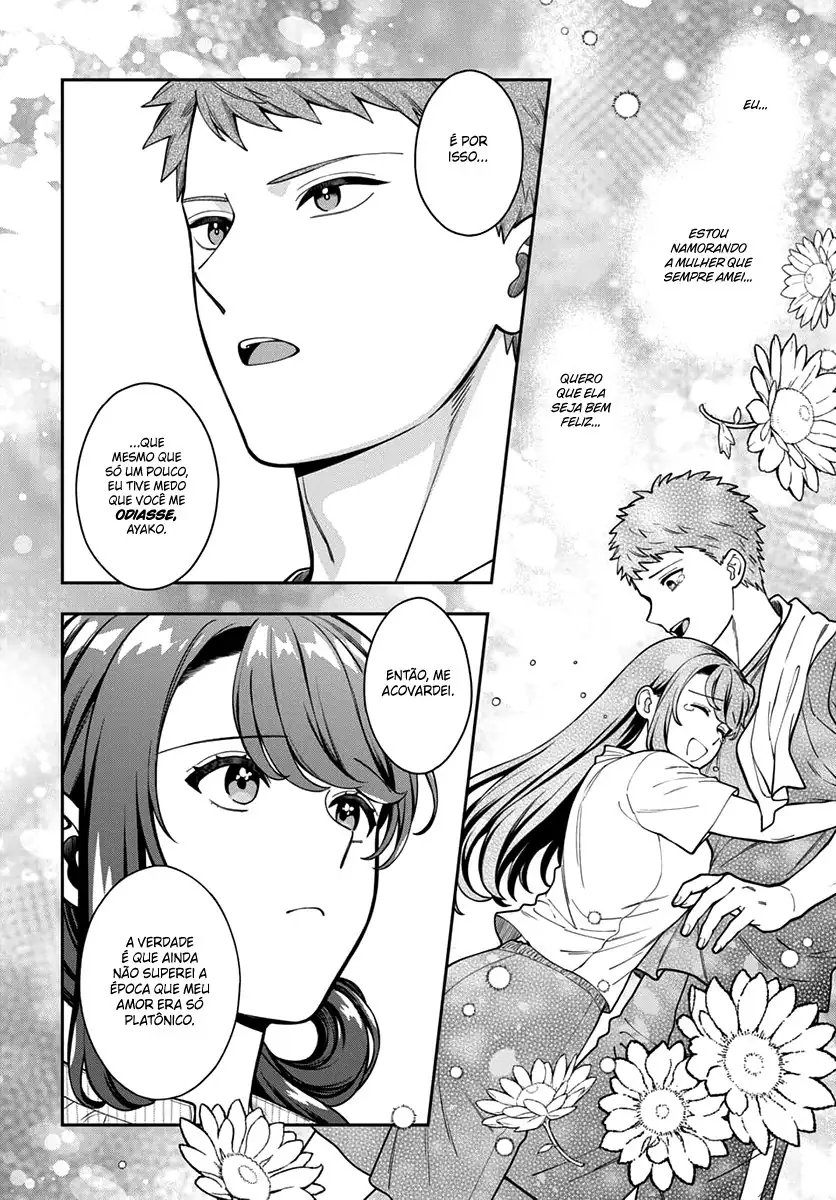 EU...
ESTOU
NAMORANDO
A MULHER QUE
SEMPRE AMEI...
QUERO
QUE ELA
SEJA BEM
FELIZ...
É POR
ISSO...
...QUE
MESMO QUE
SÓ UM POUCO,
EU TIVE MEDO
QUE VOCÊ ME
ODIASSE,
AYAKO.
ENTÃO, ME
ACOVARDEI.
A VERDADE
É QUE AINDA
NÃO SUPEREI A
ÉPOCA QUE MEU
AMOR ERA SÓ
PLATÔNICO.